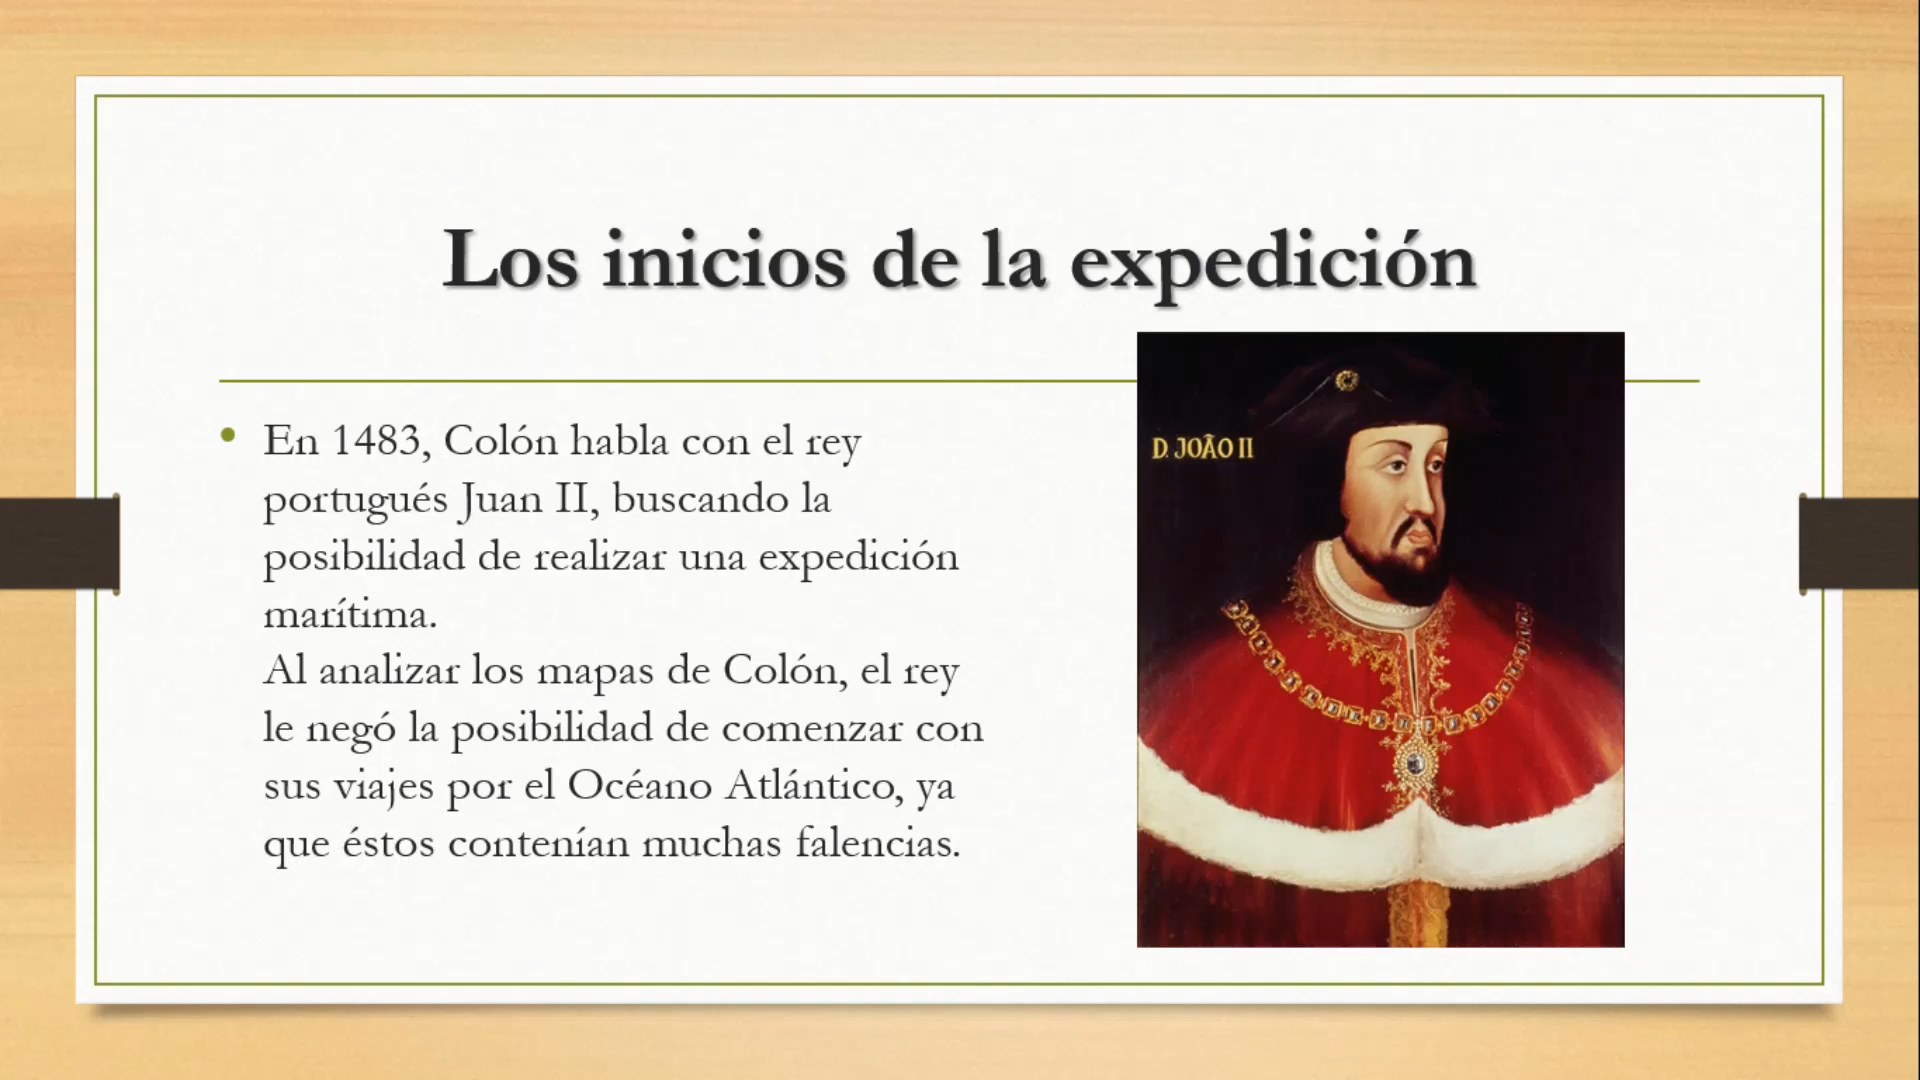 Los inicios de la expedición
• En 1483, Colón habla con el rey
portugués Juan II, buscando la
posibilidad de realizar una expedición
marítima.
Al analizar los mapas de Colón, el rey
le negó la posibilidad de comenzar con
sus viajes por el Océano Atlántico, ya
que éstos contenían muchas falencias.
D. JOÃO II